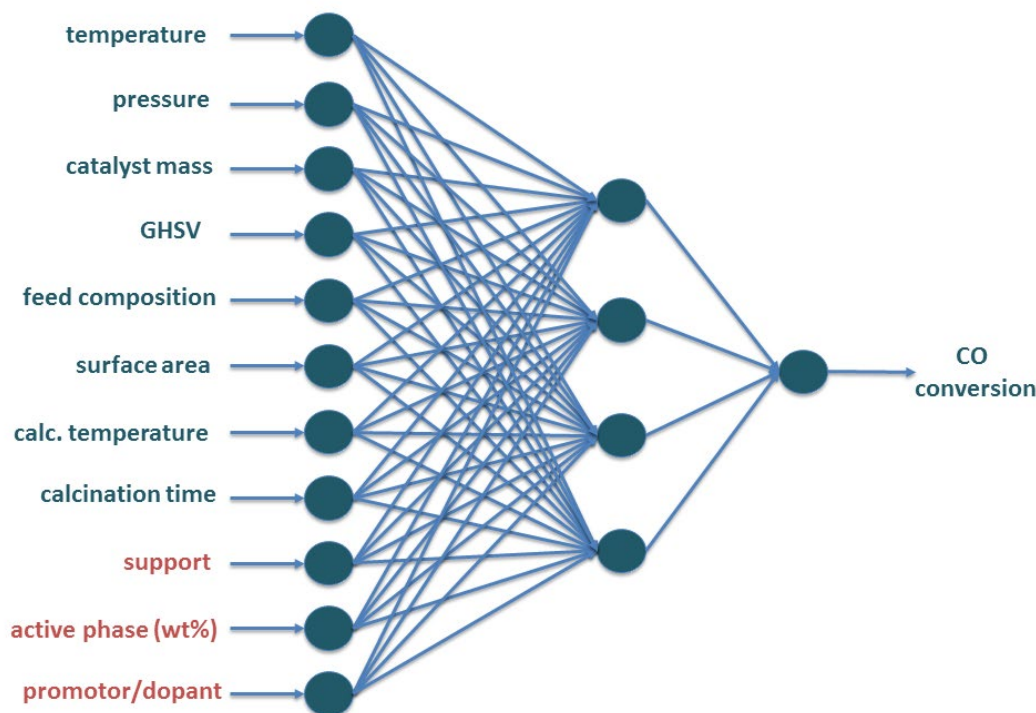 temperature
pressure
catalyst mass
GHSV
feed composition
surface area
calc. temperature
calcination time
support
active phase (wt%)
promotor/dopant
CO
conversion